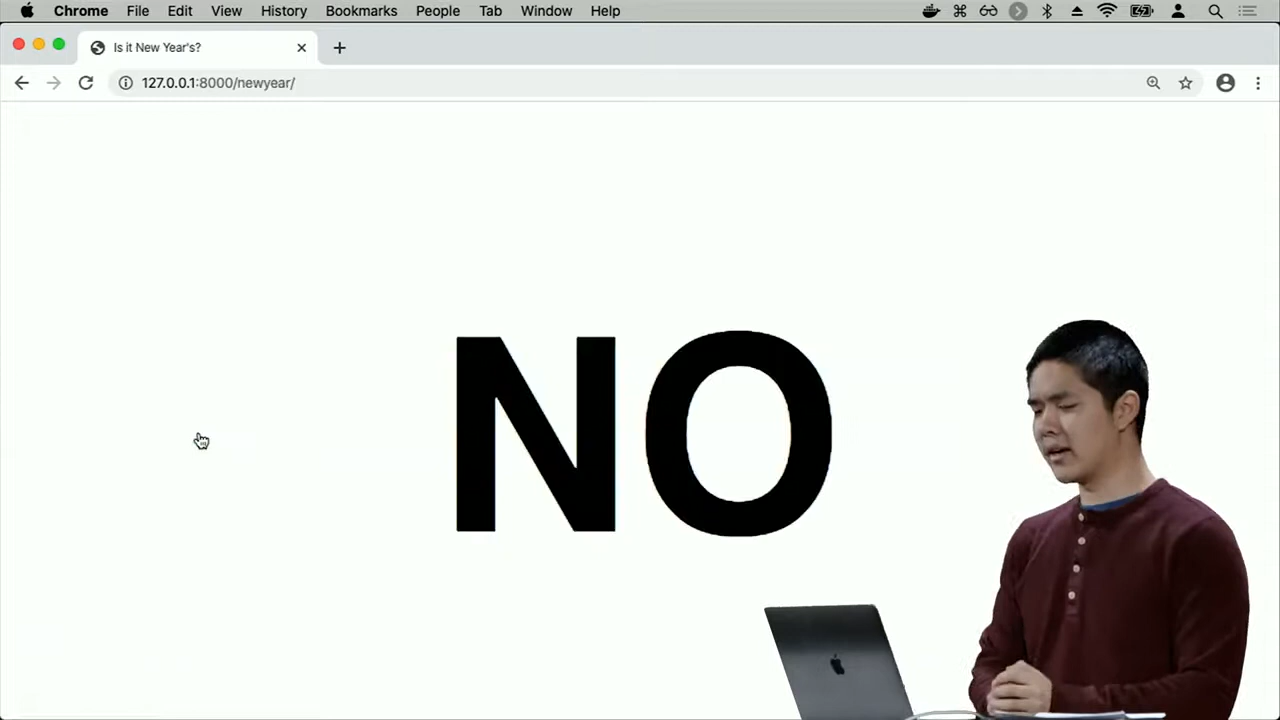 Chrome File Edit View History Bookmarks People Tab Window Help
Is it New Year's?
127.0.0.1:8000/newyear/
NO